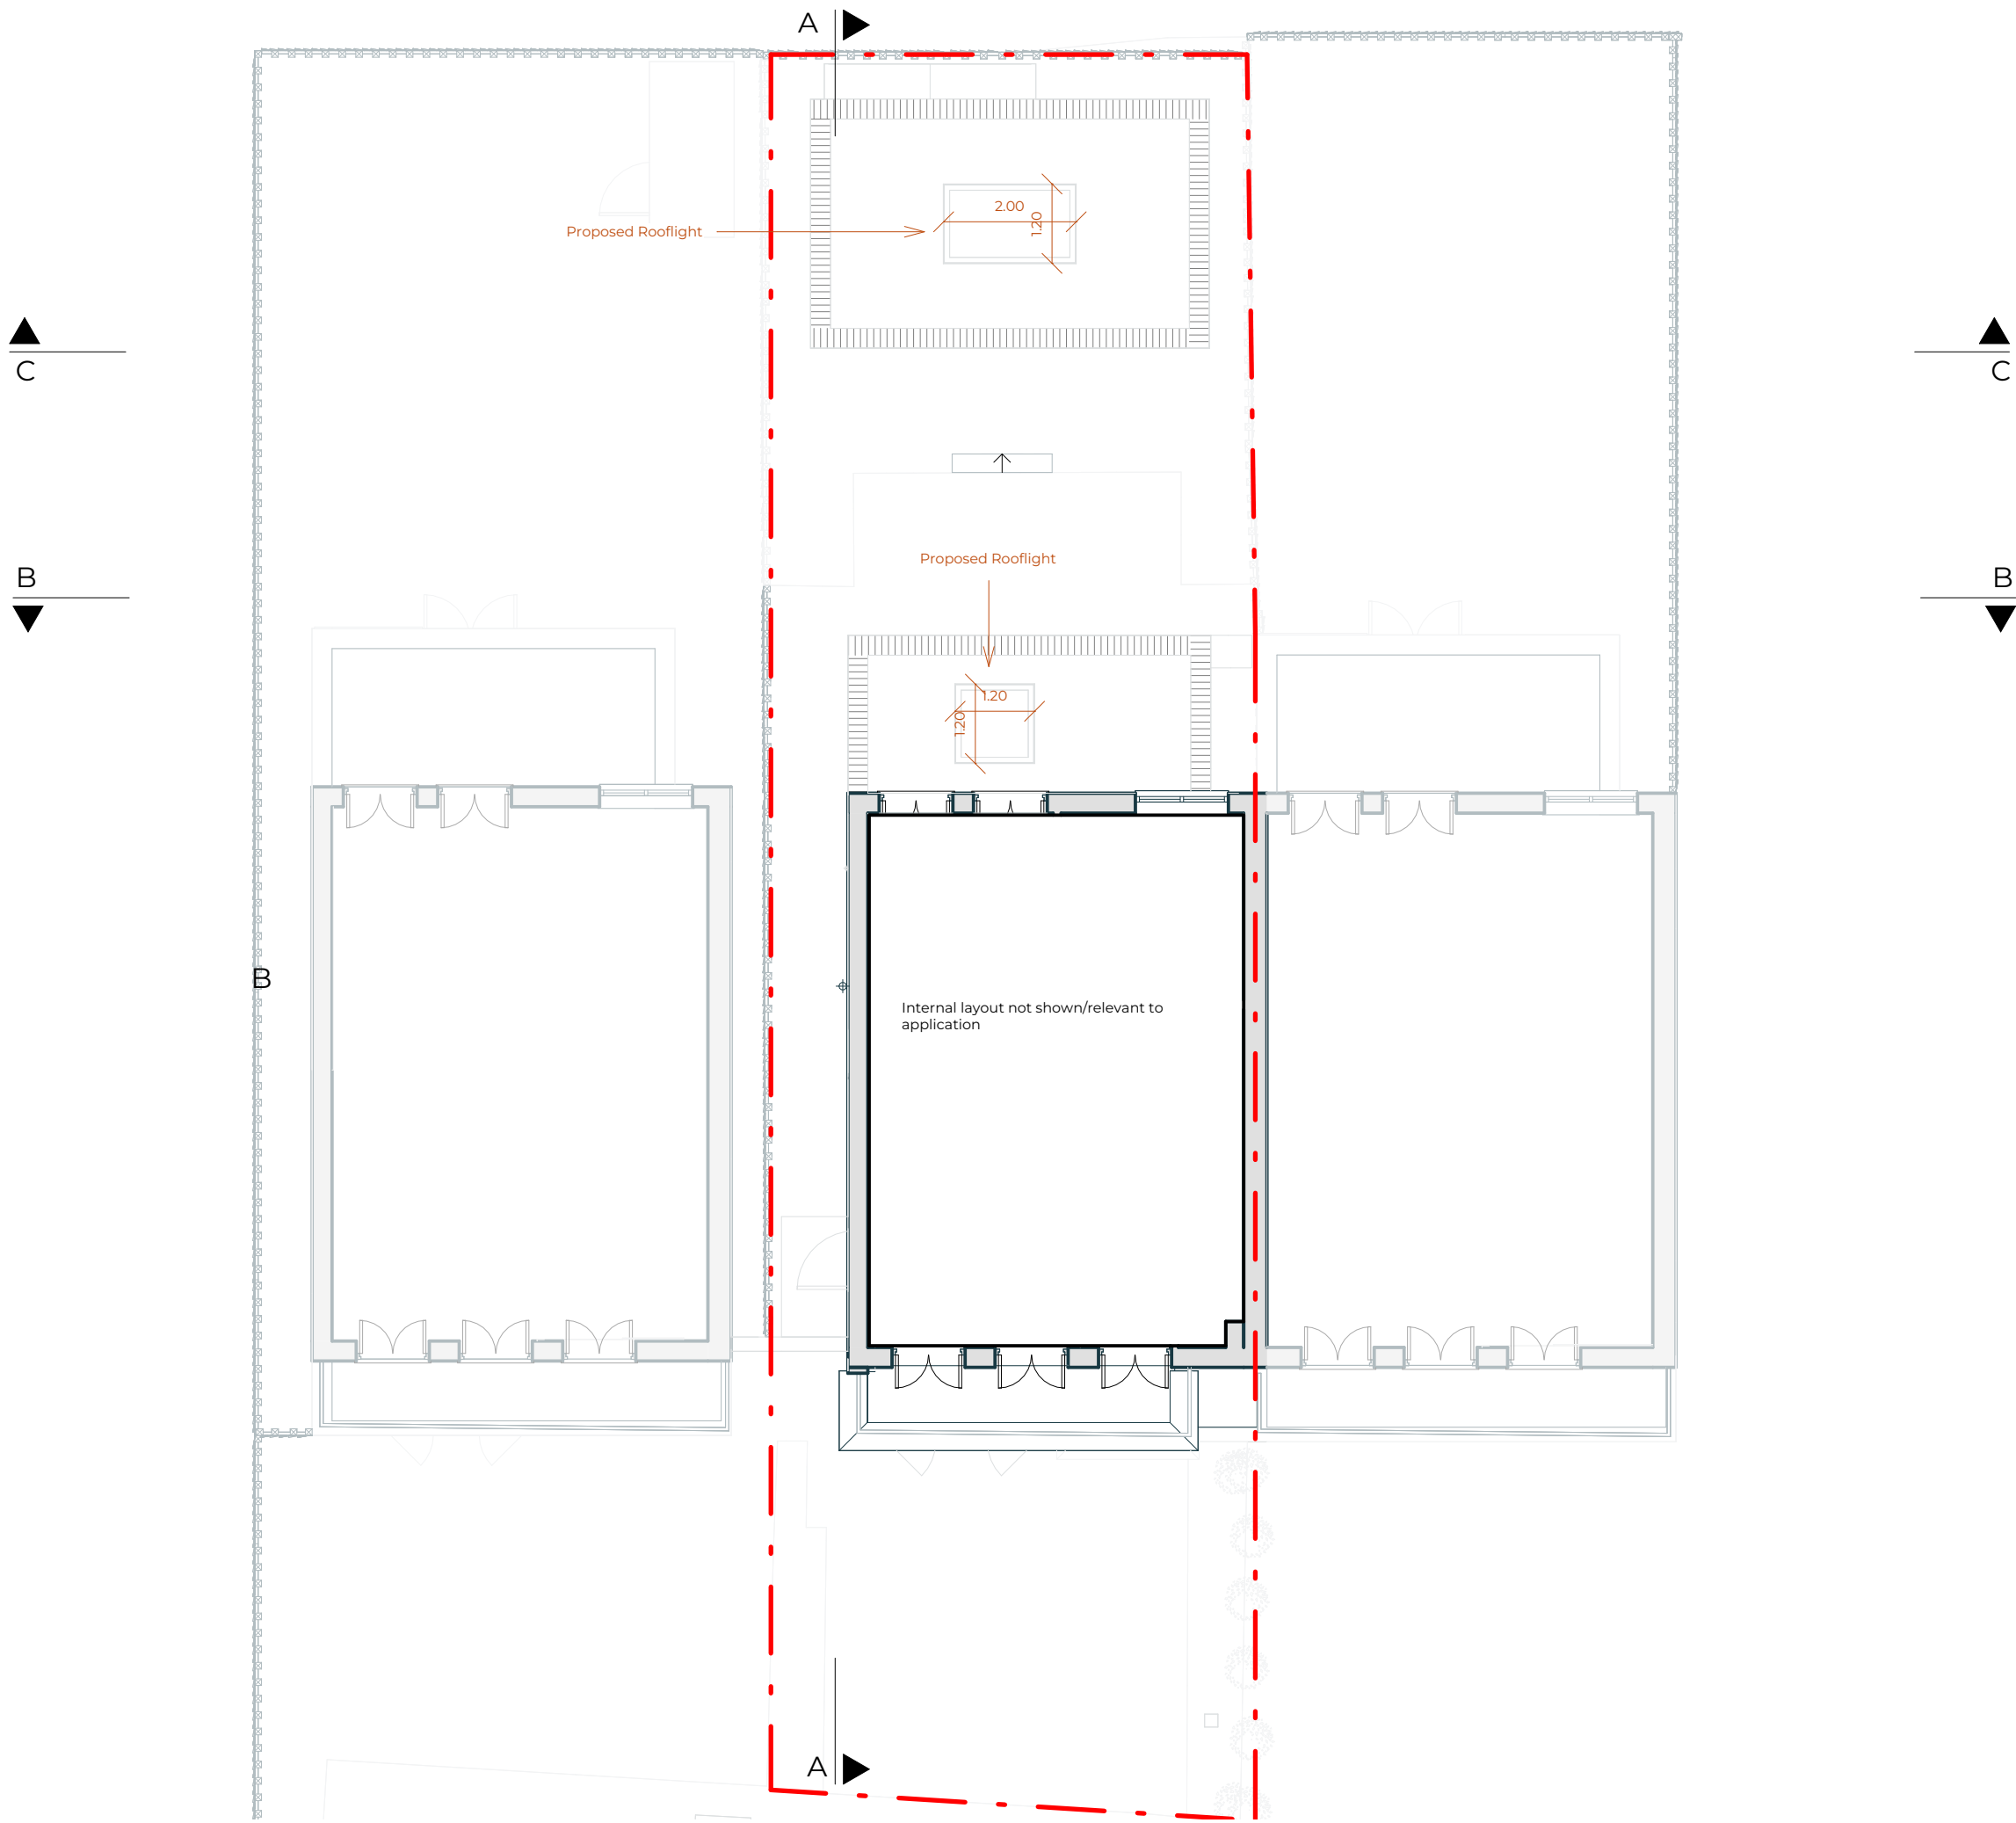 A
2.00
1.20
Proposed Rooflight
C
C
Proposed Rooflight
B
B
1.20
1.20
B
Internal layout not shown/relevant to
application
A